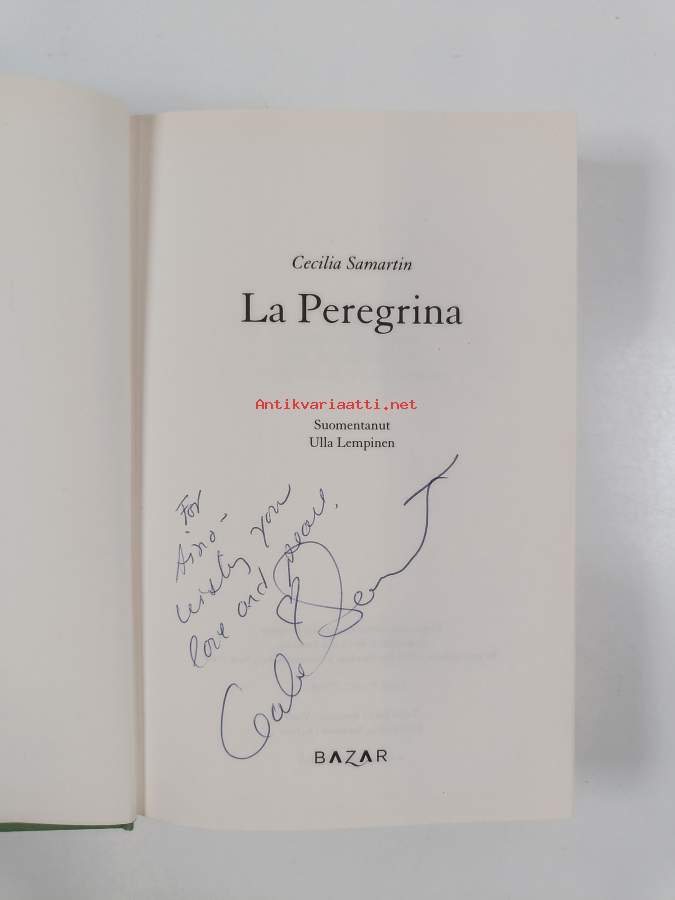 Cecilia Samartin
La Peregrina
Antikvariaatti.net
Suomentanut
Ulla Lempinen
For
Aino -
wishing you
love and peace.
BAZAR